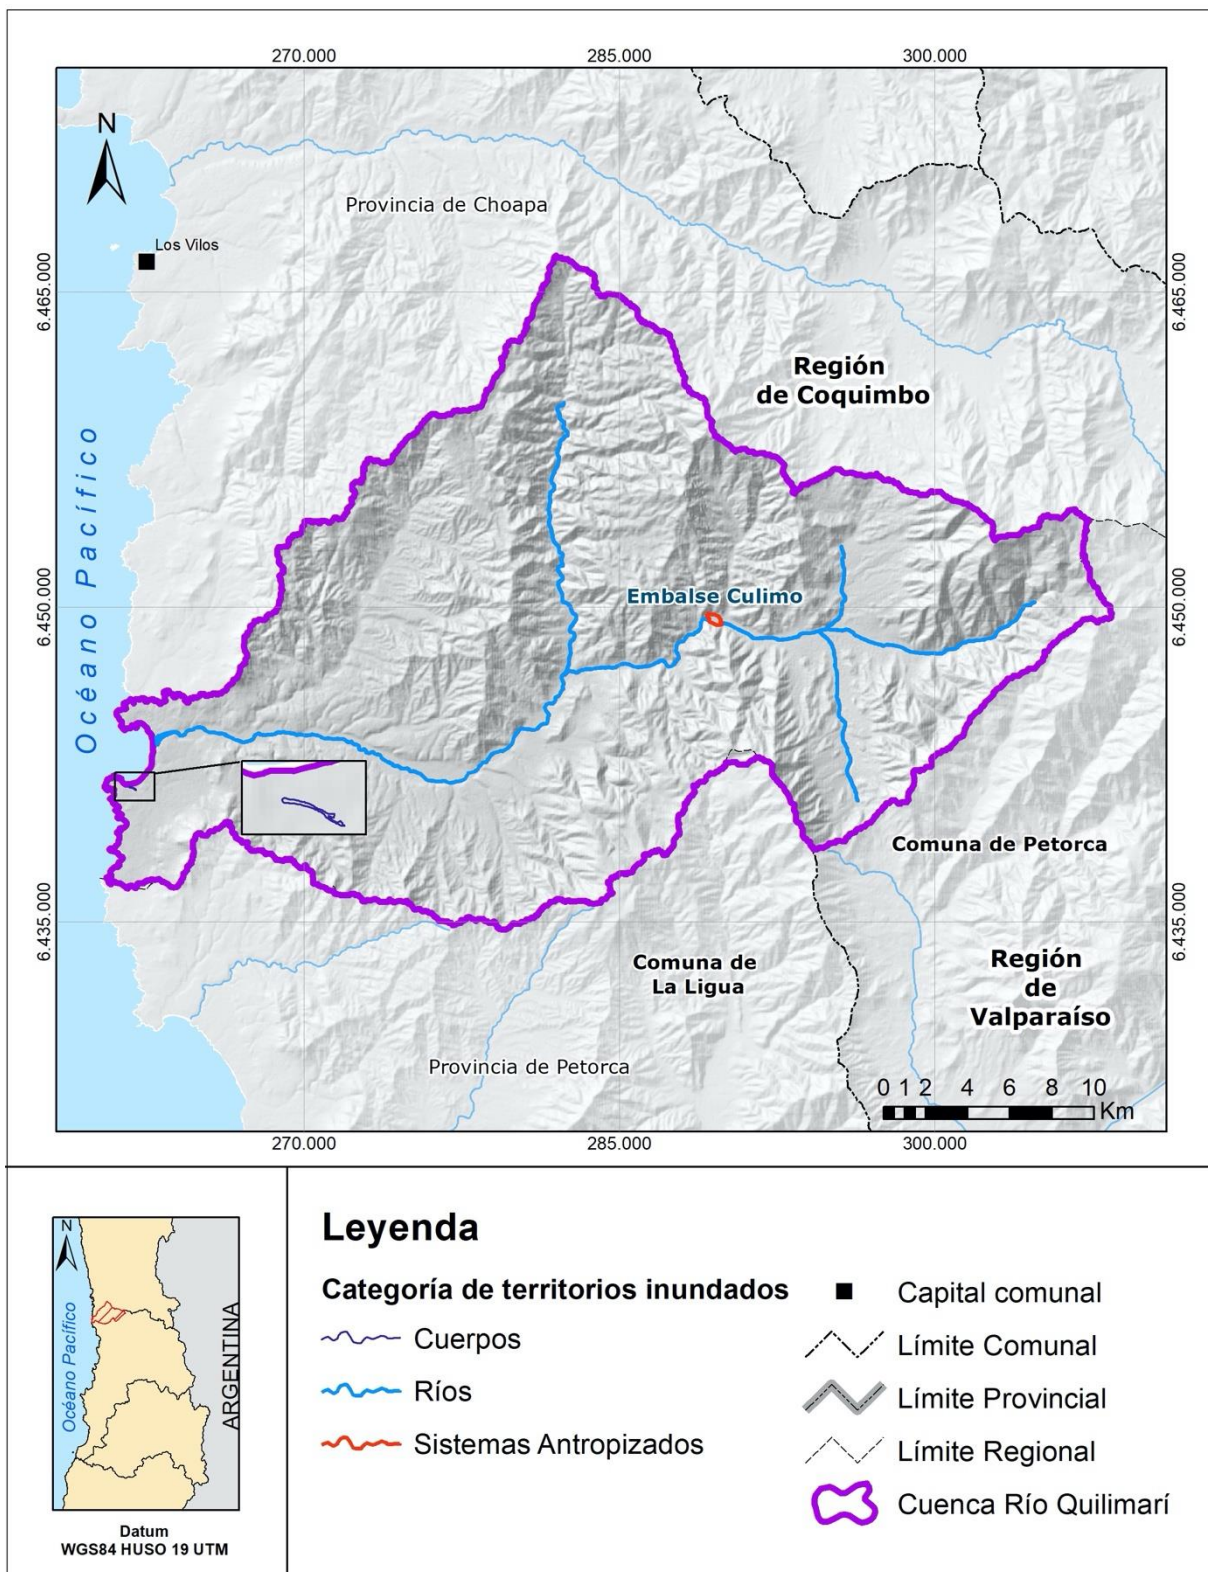 270.000
285.000
300.000
N
Provincia de Choapa
Los Vilos
6.465.000
6.465.000
Región
de Coquimbo
Océano Pacífico
Embalse Culimo
6.450.000
6.450.000
Comuna de Petorca
6.435.000
6.435.000
Comuna de
La Ligua
Región
de
Valparaíso
Provincia de Petorca
0 1 2 4 6 8 10
Km
270.000
285.000
300.000
N
Océano Pacífico
ARGENTINA
Datum
WGS84 HUSO 19 UTM
Leyenda
Categoría de territorios inundados
Cuerpos
Ríos
Sistemas Antropizados
Capital comunal
Límite Comunal
Límite Provincial
Límite Regional
Cuenca Río Quilimarí